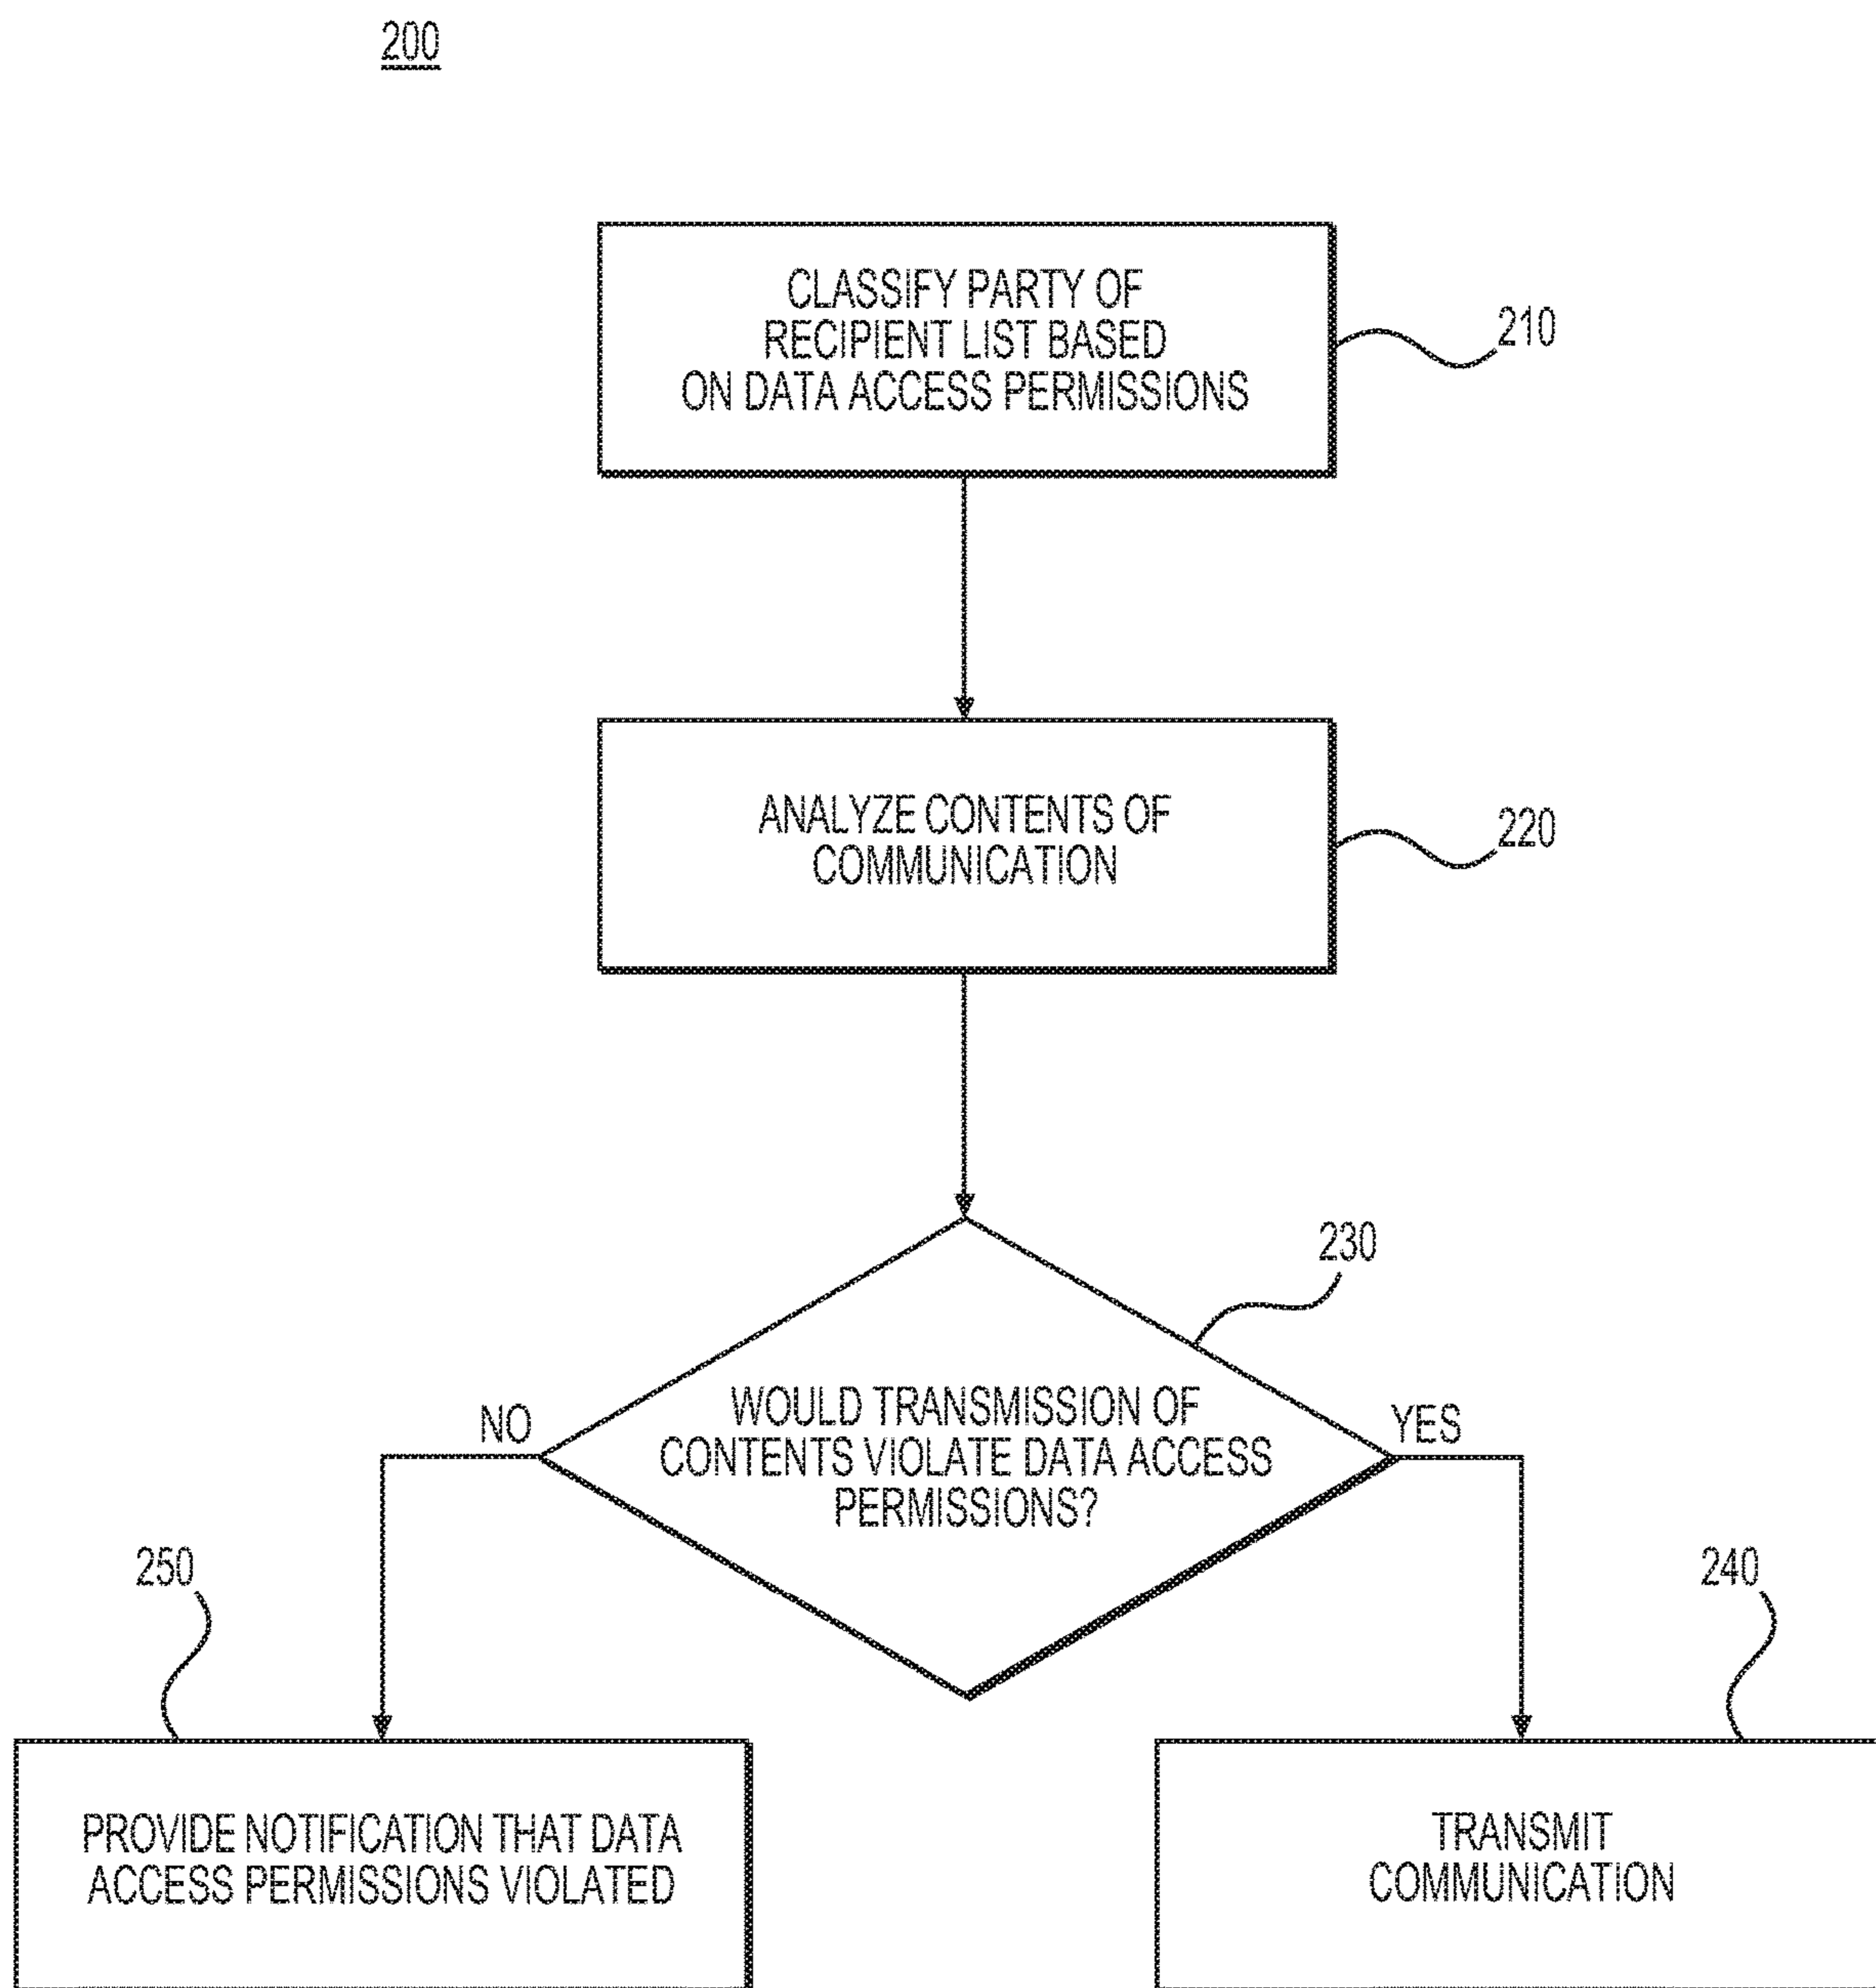 200
CLASSIFY PARTY OF
RECIPIENT LIST BASED
ON DATA ACCESS PERMISSIONS
210
ANALYZE CONTENTS OF
COMMUNICATION
220
230
WOULD TRANSMISSION OF
CONTENTS VIOLATE DATA ACCESS
PERMISSIONS?
NO
YES
250
240
PROVIDE NOTIFICATION THAT DATA
ACCESS PERMISSIONS VIOLATED
TRANSMIT
COMMUNICATION